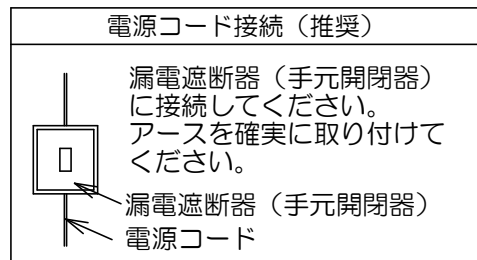 電源コード接続（推奨）
漏電遮断器（手元開閉器）
に接続してください。
アースを確実に取り付けて
ください。
漏電遮断器（手元開閉器）
電源コード